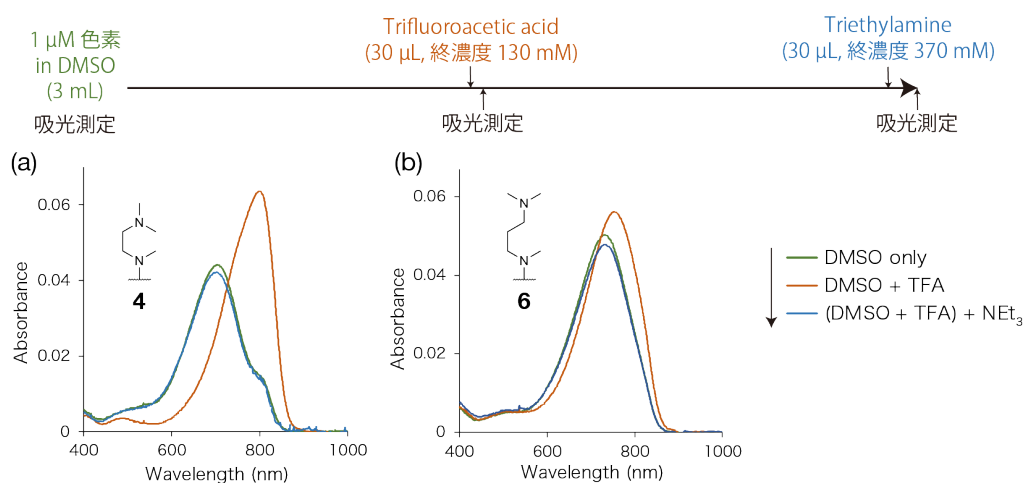 1 µM 色素
in DMSO
(3 mL)
吸光測定
Trifluoroacetic acid
(30 µL, 終濃度 130 mM)
吸光測定
Triethylamine
(30 µL, 終濃度 370 mM)
吸光測定
(a)
0.06
0.04
0.02
0
Absorbance
400
600
800
1000
Wavelength (nm)
N
N
4
(b)
0.06
0.04
0.02
0
Absorbance
400
600
800
1000
Wavelength (nm)
N
N
6
DMSO only
DMSO + TFA
(DMSO + TFA) + NEt₃